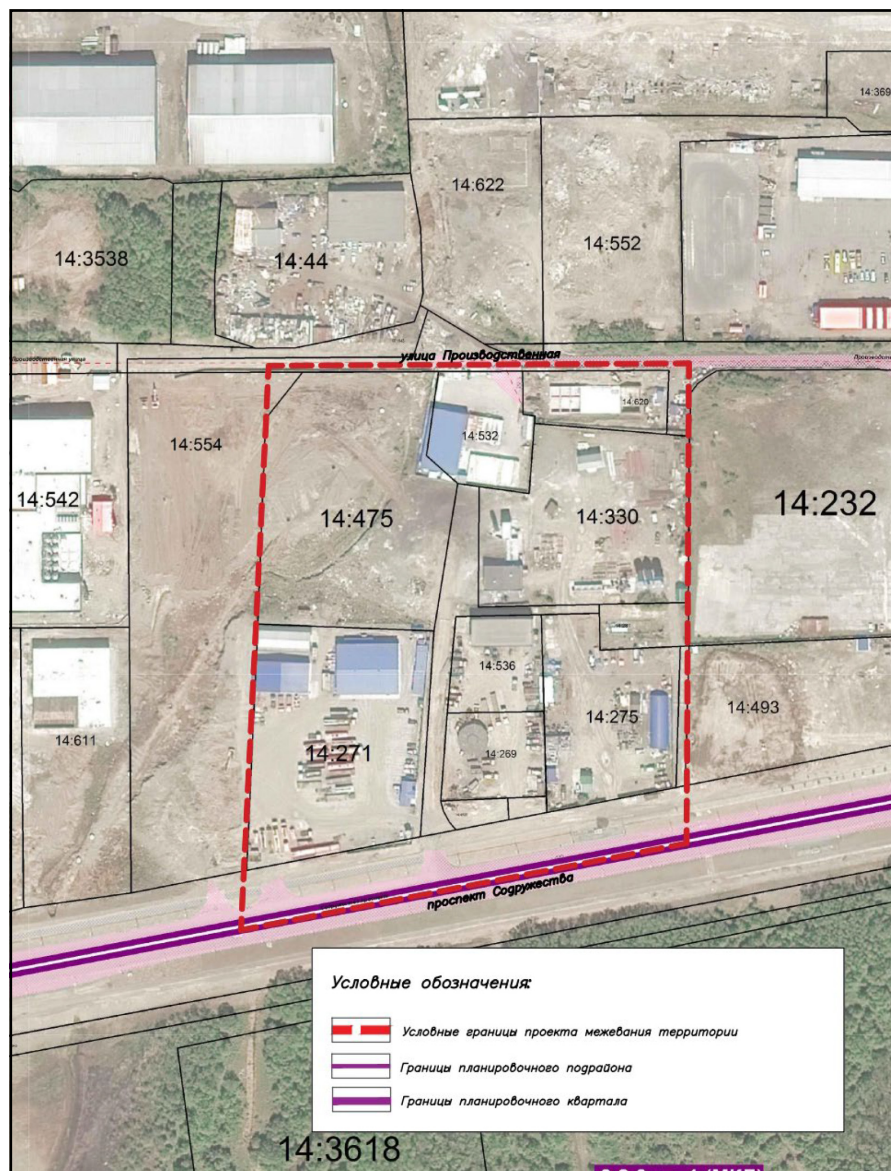 14:369
14:622
14:552
14:3538
14:44
Производственная улица
улица Производственная
14:554
14:532
14:620
14:542
14:475
14:330
14:232
14:536
14:611
14:271
14:269
14:275
14:493
проспект Содружества
Условные обозначения:
Условные границы проекта межевания территории
Границы планировочного подрайона
Границы планировочного квартала
14:3618